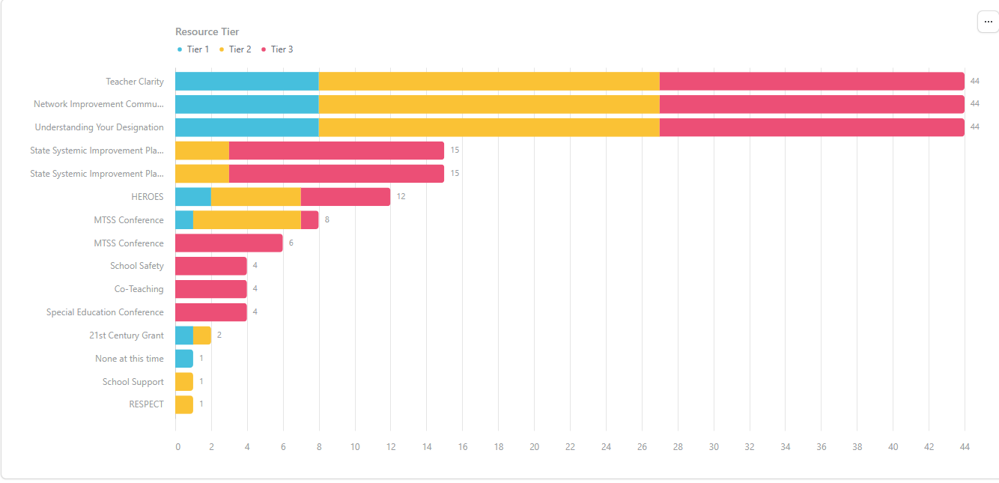 ...
Resource Tier
Tier 1 Tier 2 Tier 3
Teacher Clarity 44
Network Improvement Commu... 44
Understanding Your Designation 44
State Systemic Improvement Pla... 15
State Systemic Improvement Pla... 15
HEROES 12
MTSS Conference 8
MTSS Conference 6
School Safety 4
Co-Teaching 4
Special Education Conference 4
21st Century Grant 2
None at this time 1
School Support 1
RESPECT 1
0 2 4 6 8 10 12 14 16 18 20 22 24 26 28 30 32 34 36 38 40 42 44